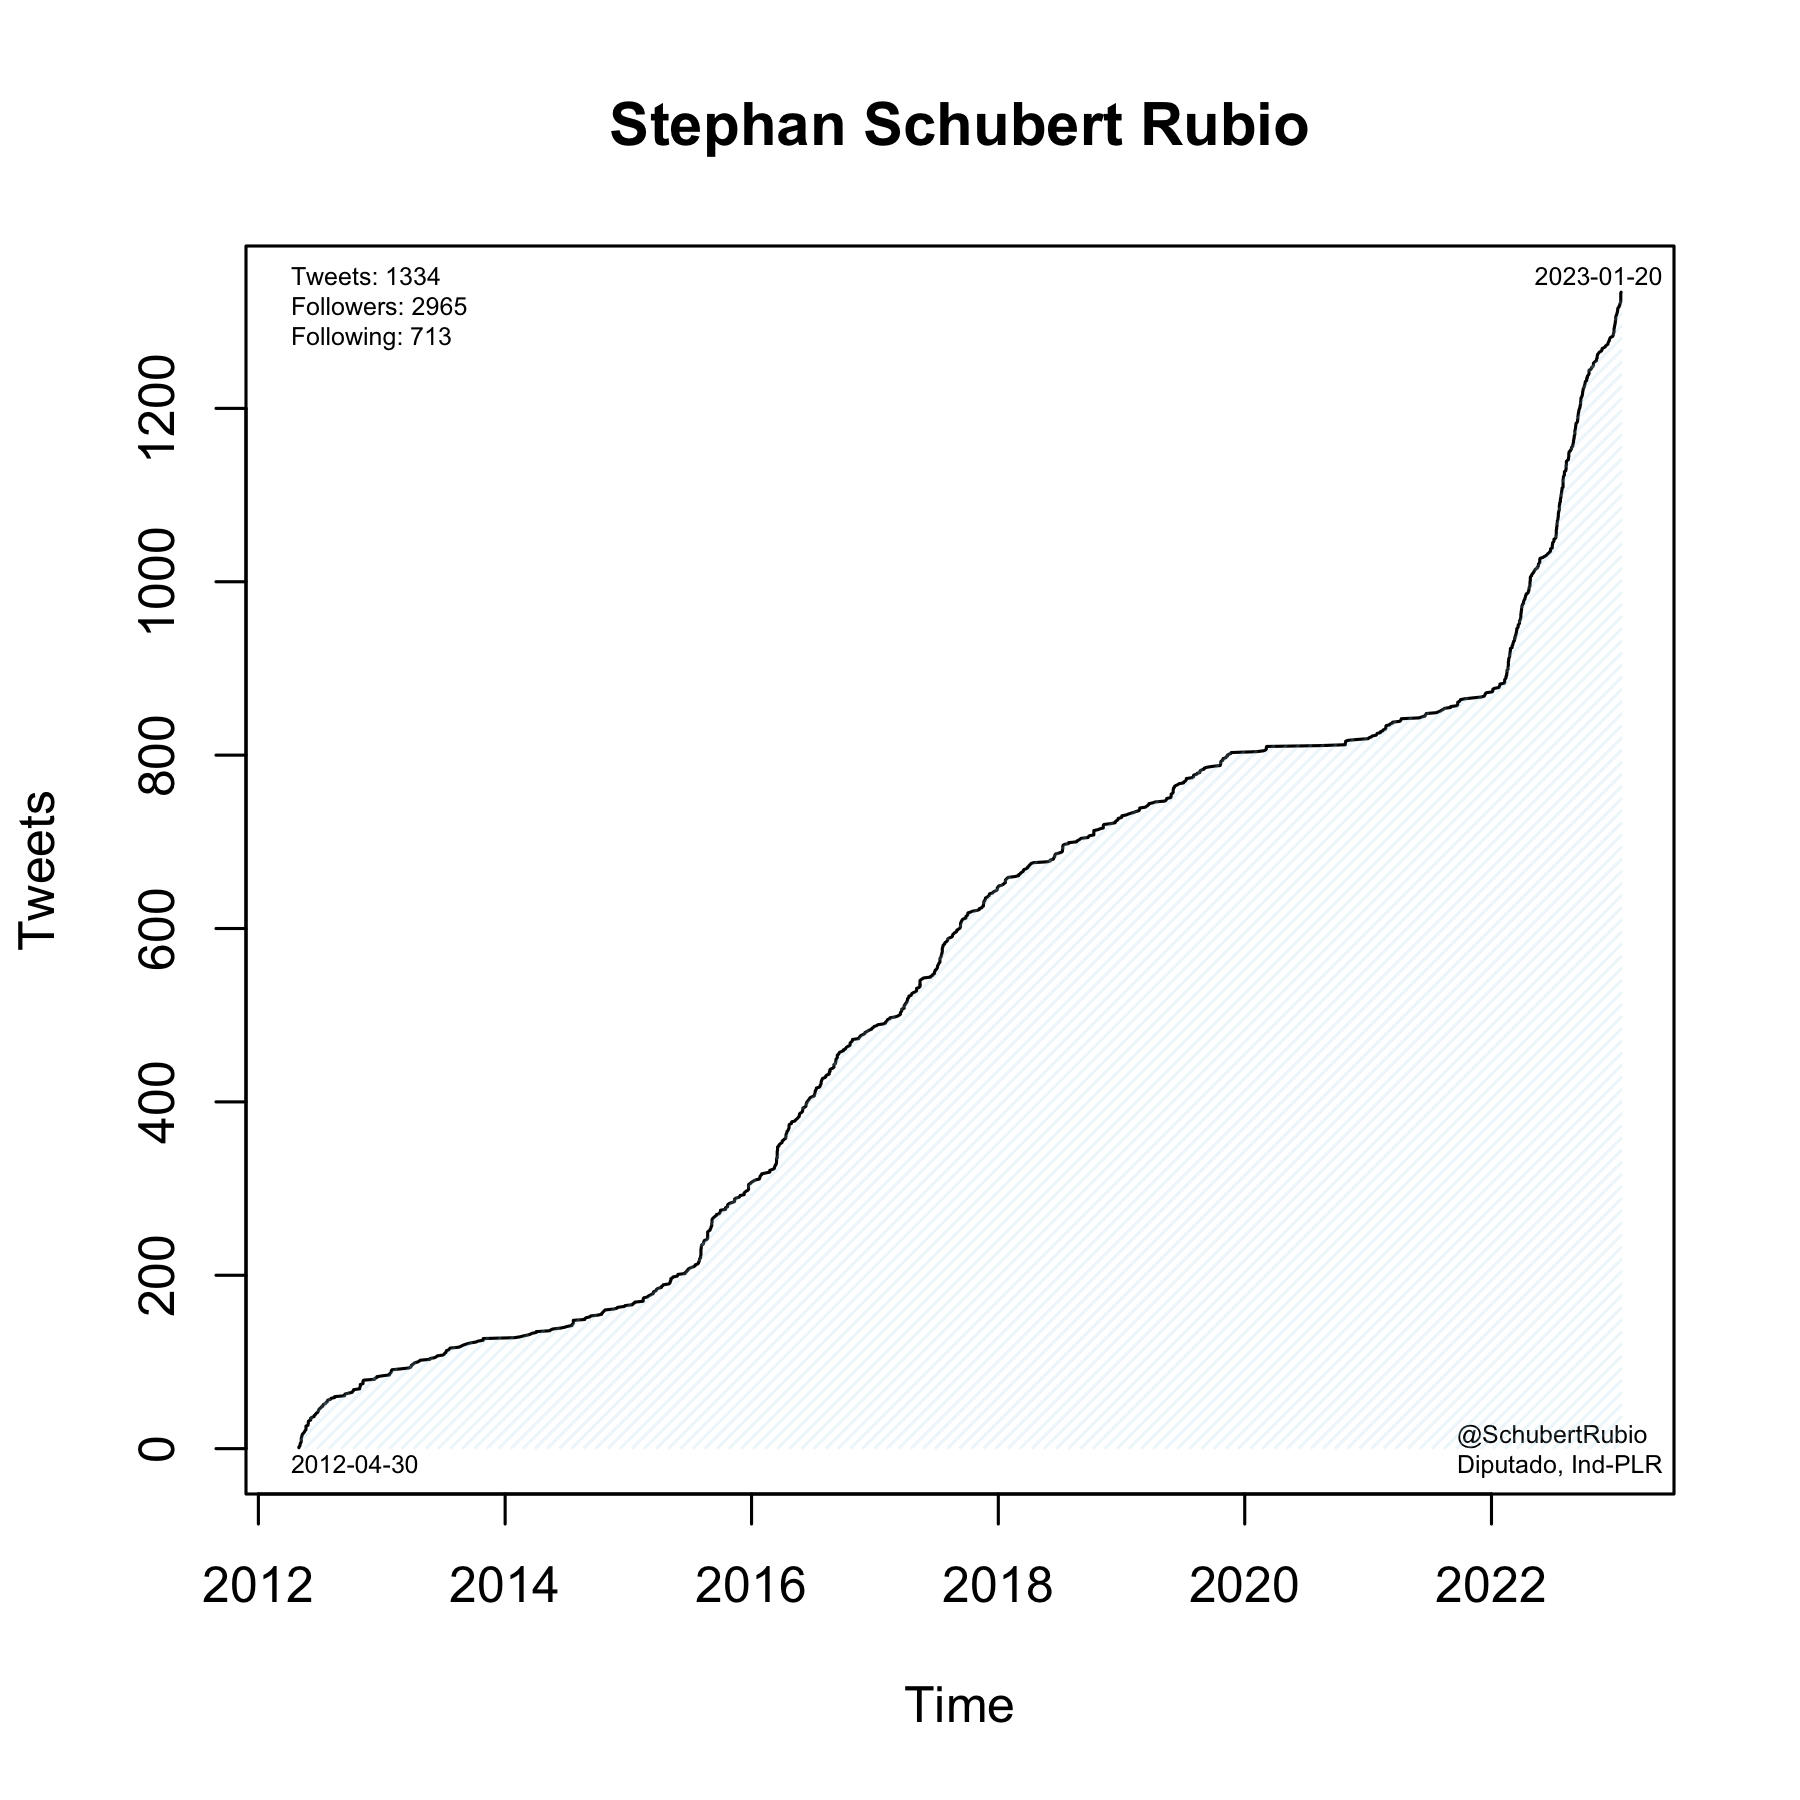 Stephan Schubert Rubio
Tweets: 1334
Followers: 2965
Following: 713
2023-01-20
1200
1000
800
600
400
200
0
Tweets
2012-04-30
@SchubertRubio
Diputado, Ind-PLR
2012 2014 2016 2018 2020 2022
Time